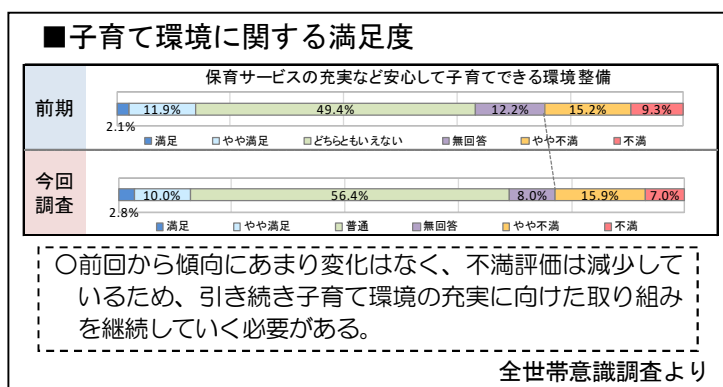 ■子育て環境に関する満足度
保育サービスの充実など安心して子育てできる環境整備
前期
11.9% 49.4% 12.2% 15.2% 9.3%
2.1%
■満足 □やや満足 □どちらともいえない ■無回答 □やや不満 ■不満
今回
調査
10.0% 56.4% 8.0% 15.9% 7.0%
2.8%
■満足 □やや満足 □普通 ■無回答 □やや不満 ■不満
○前回から傾向にあまり変化はなく、不満評価は減少して
いるため、引き続き子育て環境の充実に向けた取り組み
を継続していく必要がある。
全世帯意識調査より